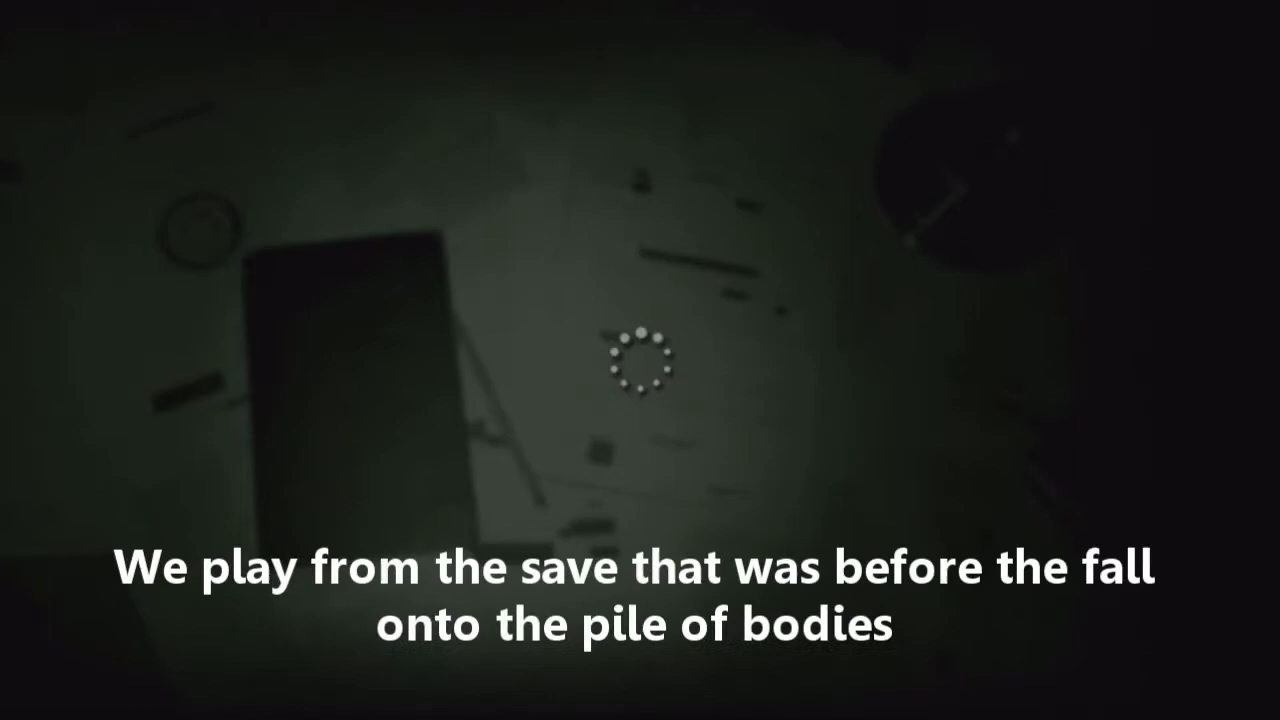 We play from the save that was before the fall
onto the pile of bodies